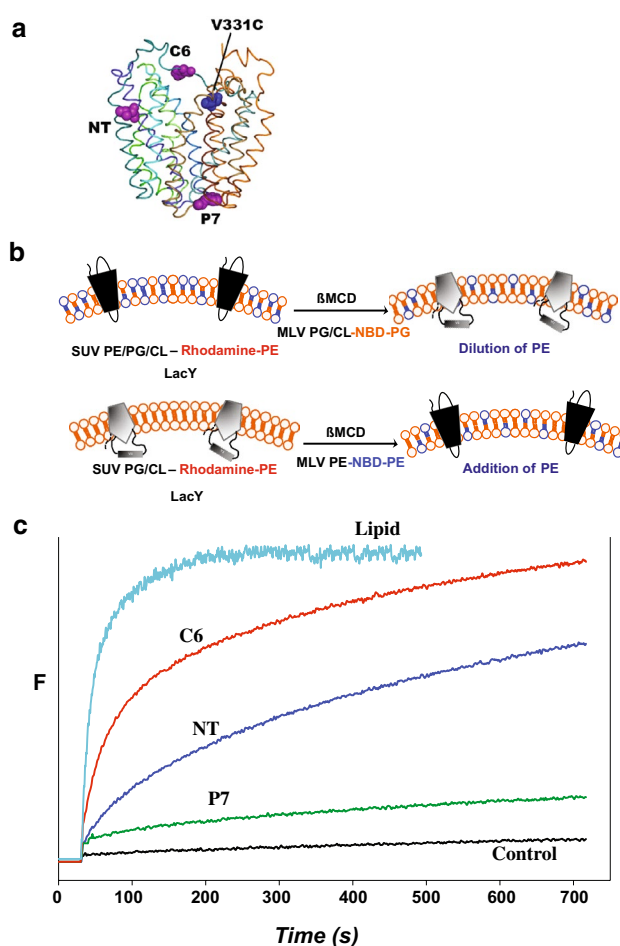 a
V331C
C6
NT
P7
b
ßMCD
MLV PG/CL-NBD-PG
SUV PE/PG/CL–Rhodamine-PE
LacY
Dilution of PE
ßMCD
MLV PE-NBD-PE
SUV PG/CL–Rhodamine-PE
LacY
Addition of PE
c
Lipid
C6
F
NT
P7
Control
0 100 200 300 400 500 600 700
Time (s)